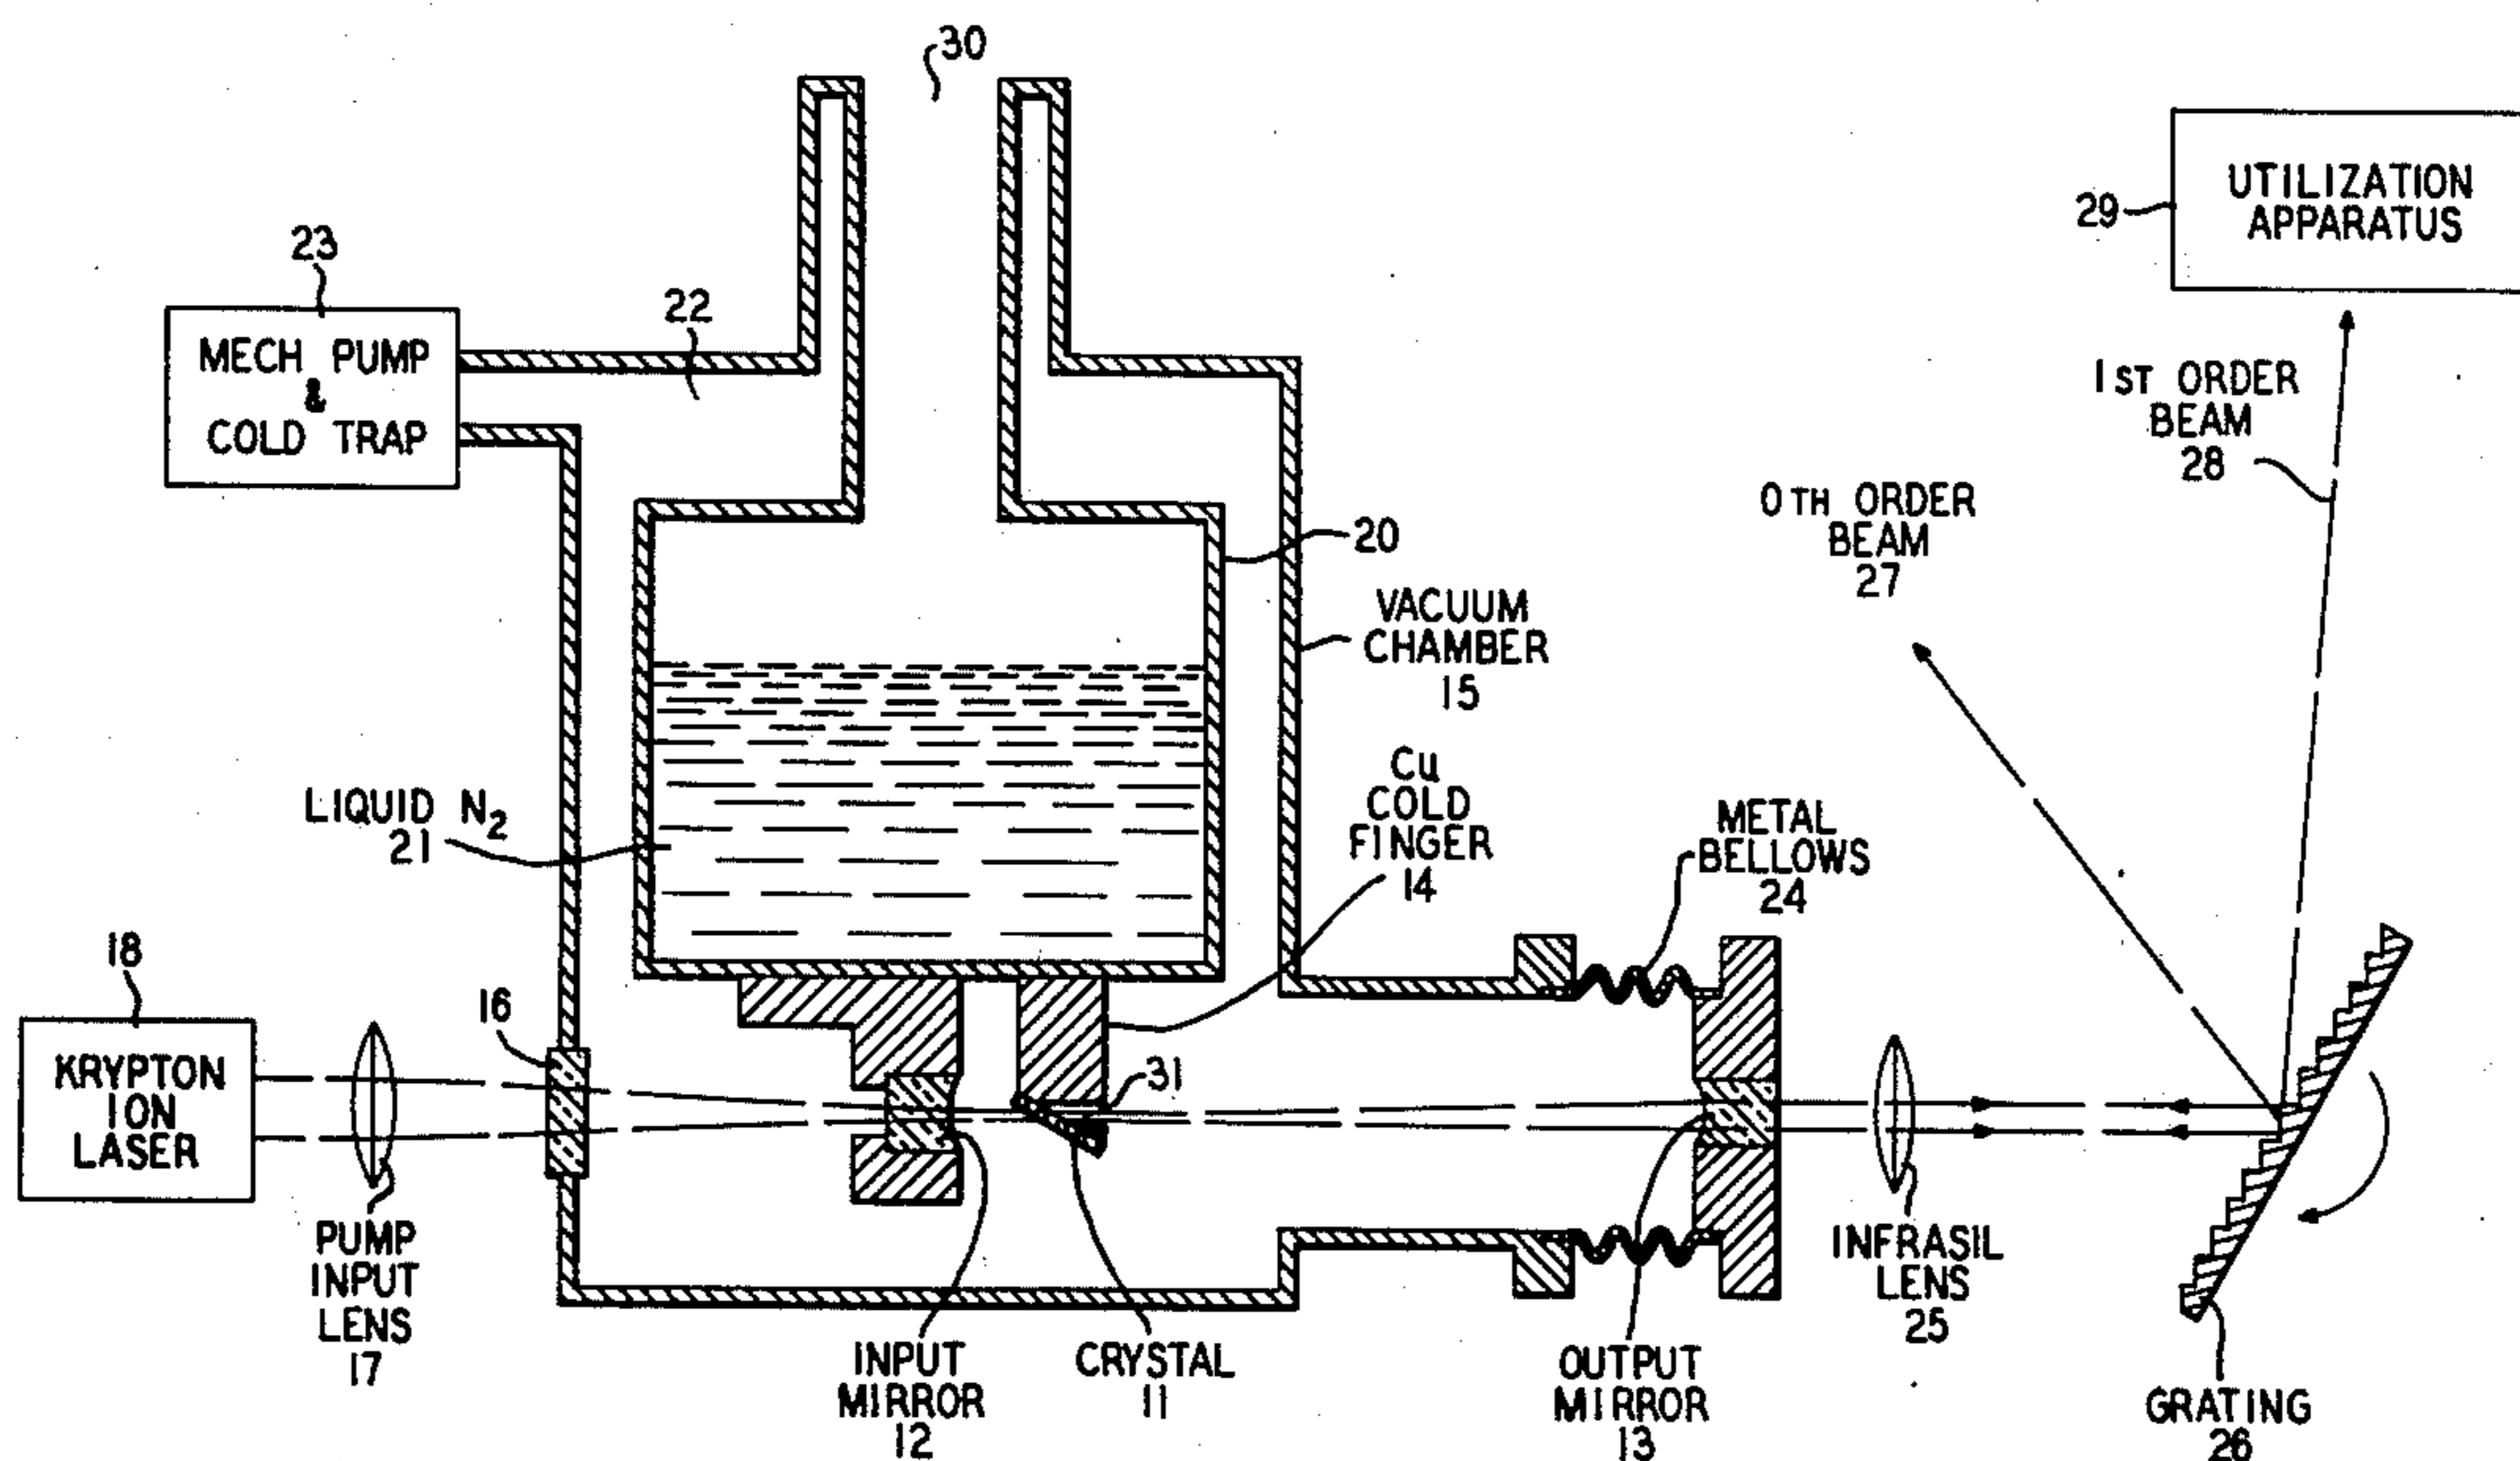 30
UTILIZATION
APPARATUS
29
23
MECH PUMP
&
COLD TRAP
22
1ST ORDER
BEAM
28
0TH ORDER
BEAM
27
20
VACUUM
CHAMBER
15
LIQUID N2
21
Cu
COLD
FINGER
14
METAL
BELLOWS
24
18
KRYPTON
ION
LASER
16
31
PUMP
INPUT
LENS
17
INPUT
MIRROR
12
CRYSTAL
11
OUTPUT
MIRROR
13
INFRASIL
LENS
25
GRATING
26